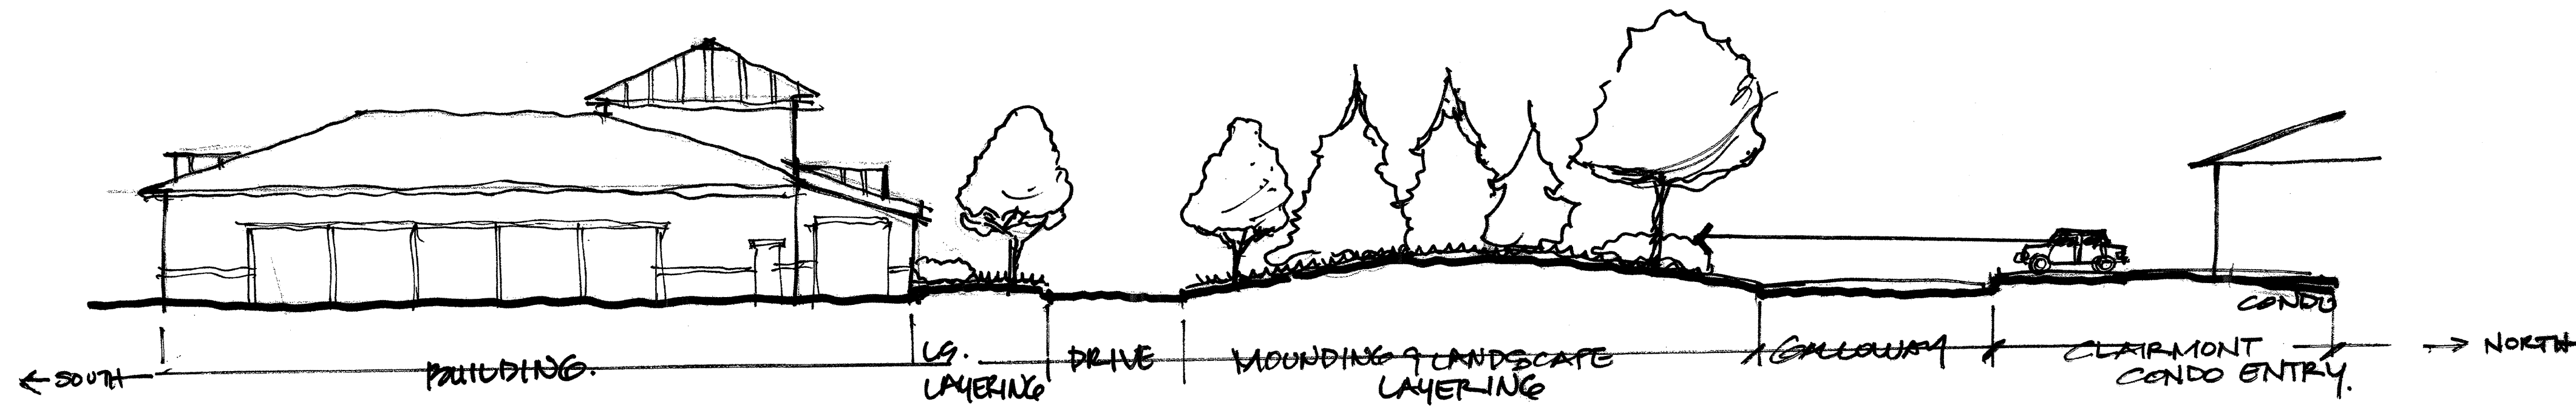 ← SOUTH
BUILDING.
LS.
LAYERING
DRIVE
MOUNDING & LANDSCAPE
LAYERING
GALLOWAY
CONDO
CLAIRMONT
CONDO ENTRY.
→ NORTH